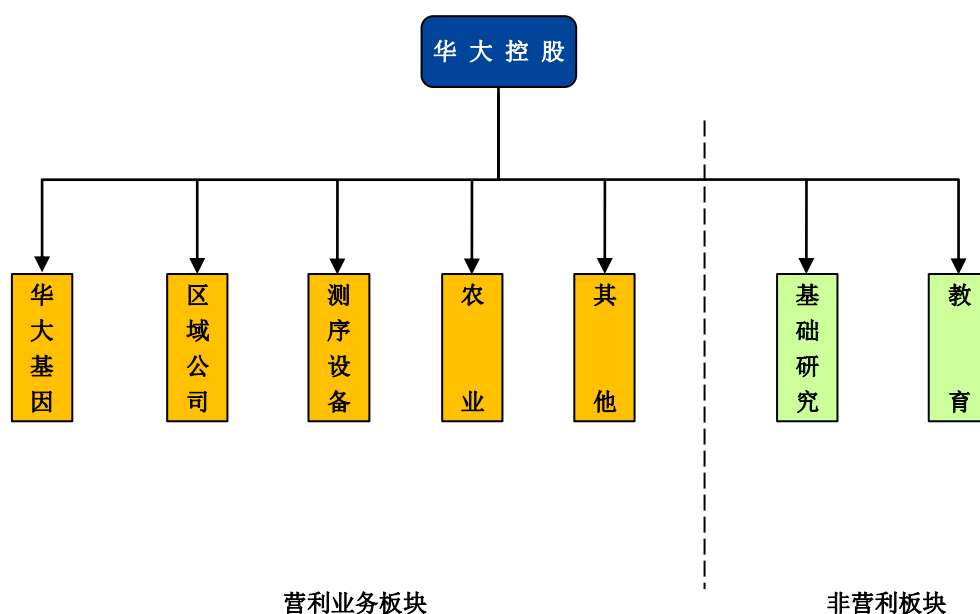 华大控股
华大基因
区域公司
测序设备
农业
其他
基础研究
教育
营利业务板块
非营利板块